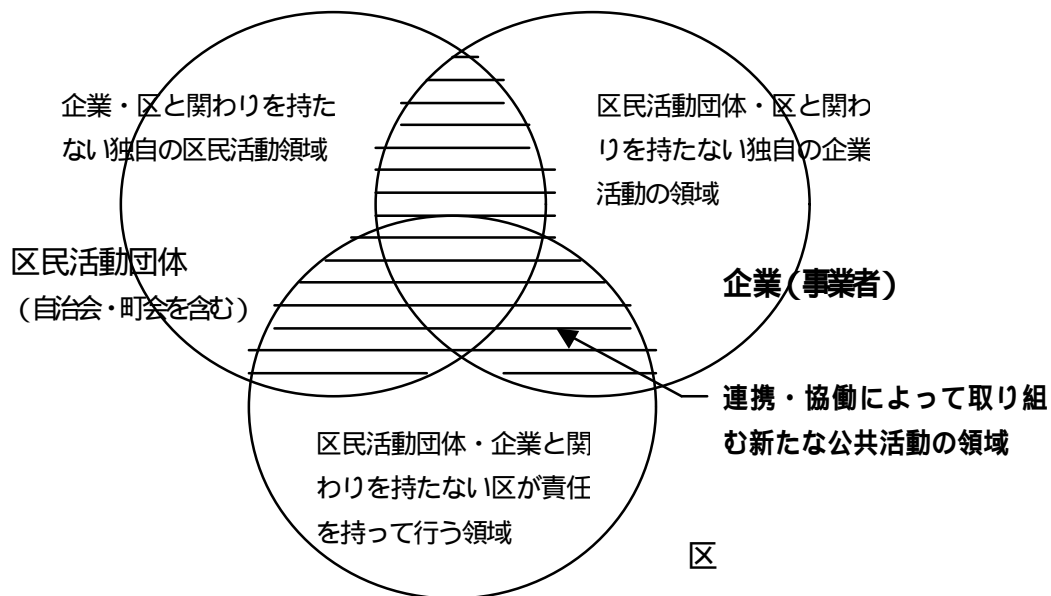 企業・区と関わりを持た
ない独自の区民活動領域
区民活動団体・区と関わ
りを持たない独自の企業
活動の領域
区民活動団体
（自治会・町会を含む）
企業（事業者）
連携・協働によって取り組
む新たな公共活動の領域
区民活動団体・企業と関
わりを持たない区が責任
を持って行う領域
区